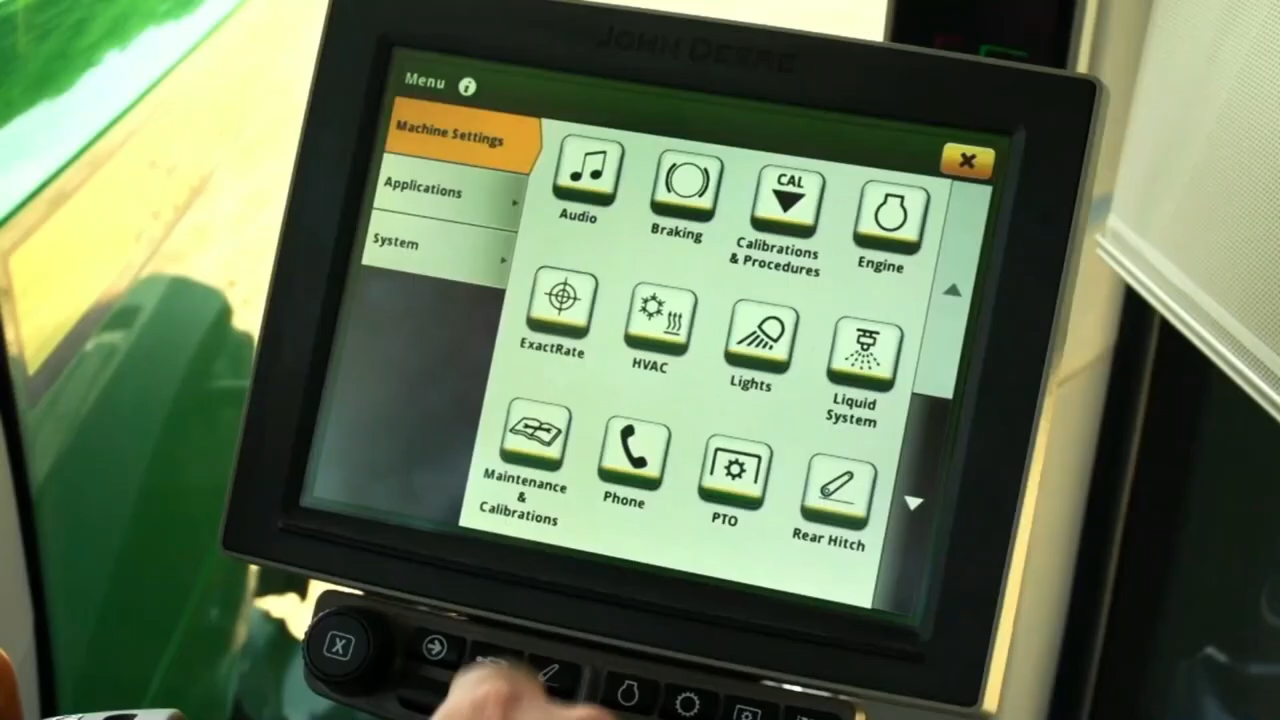 JOHN DEERE
Menu
Machine Settings
Applications
System
Audio
Braking
CAL
Calibrations
& Procedures
Engine
ExactRate
HVAC
Lights
Liquid
System
Maintenance
&
Calibrations
Phone
PTO
Rear Hitch
X